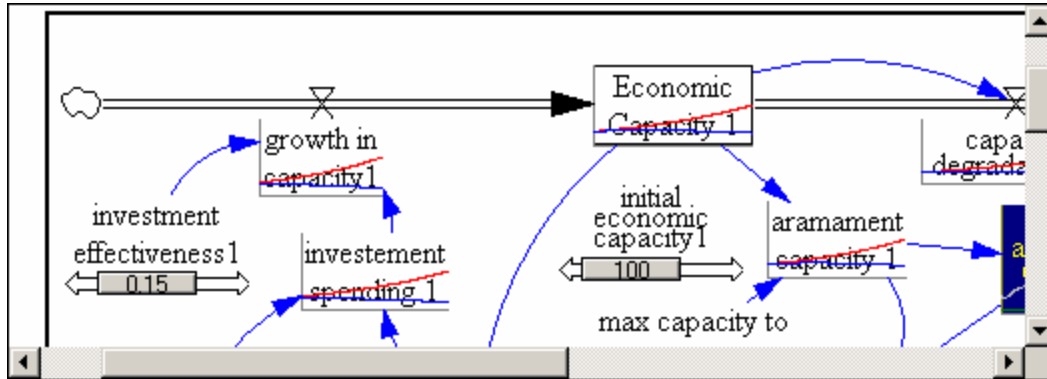 Economic
Capacity 1
growth in
capacity1
capa
degrada
investment
effectiveness1
0.15
investement
spending 1
initial
economic
capacity1
100
aramament
capacity 1
a
max capacity to